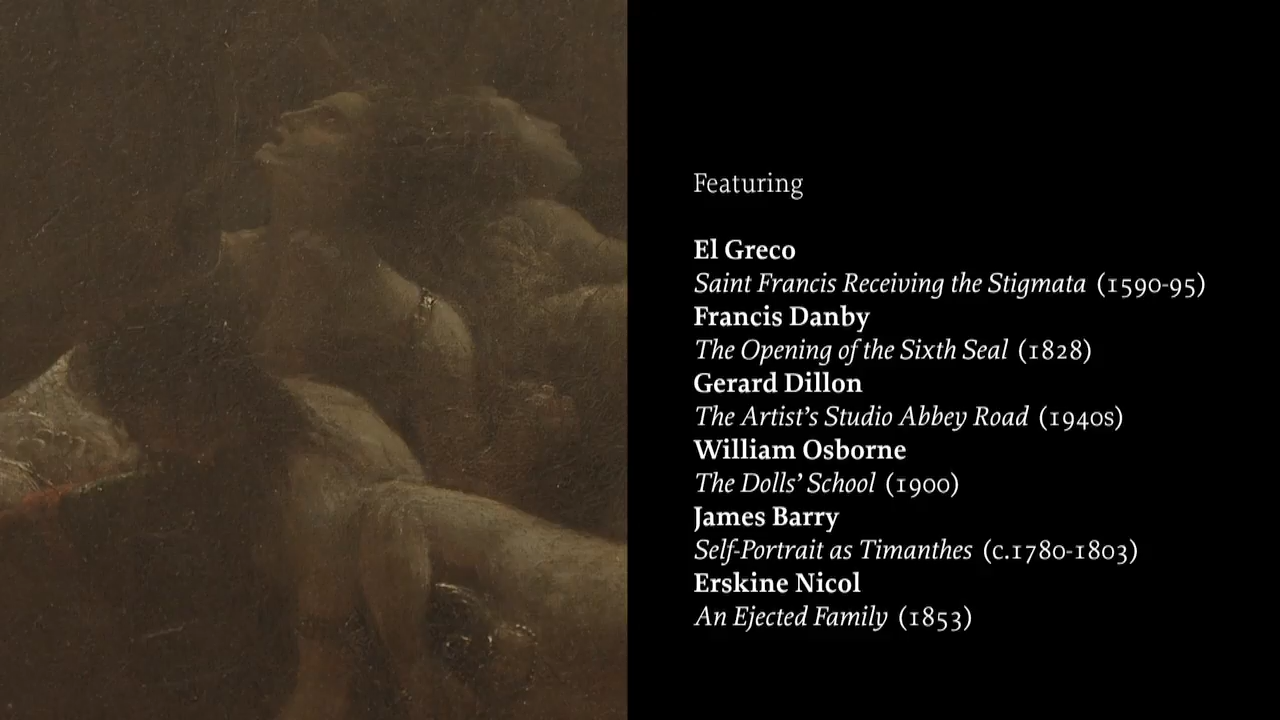 Featuring
El Greco
Saint Francis Receiving the Stigmata (1590-95)
Francis Danby
The Opening of the Sixth Seal (1828)
Gerard Dillon
The Artist’s Studio Abbey Road (1940s)
William Osborne
The Dolls’ School (1900)
James Barry
Self-Portrait as Timanthes (c.1780-1803)
Erskine Nicol
An Ejected Family (1853)